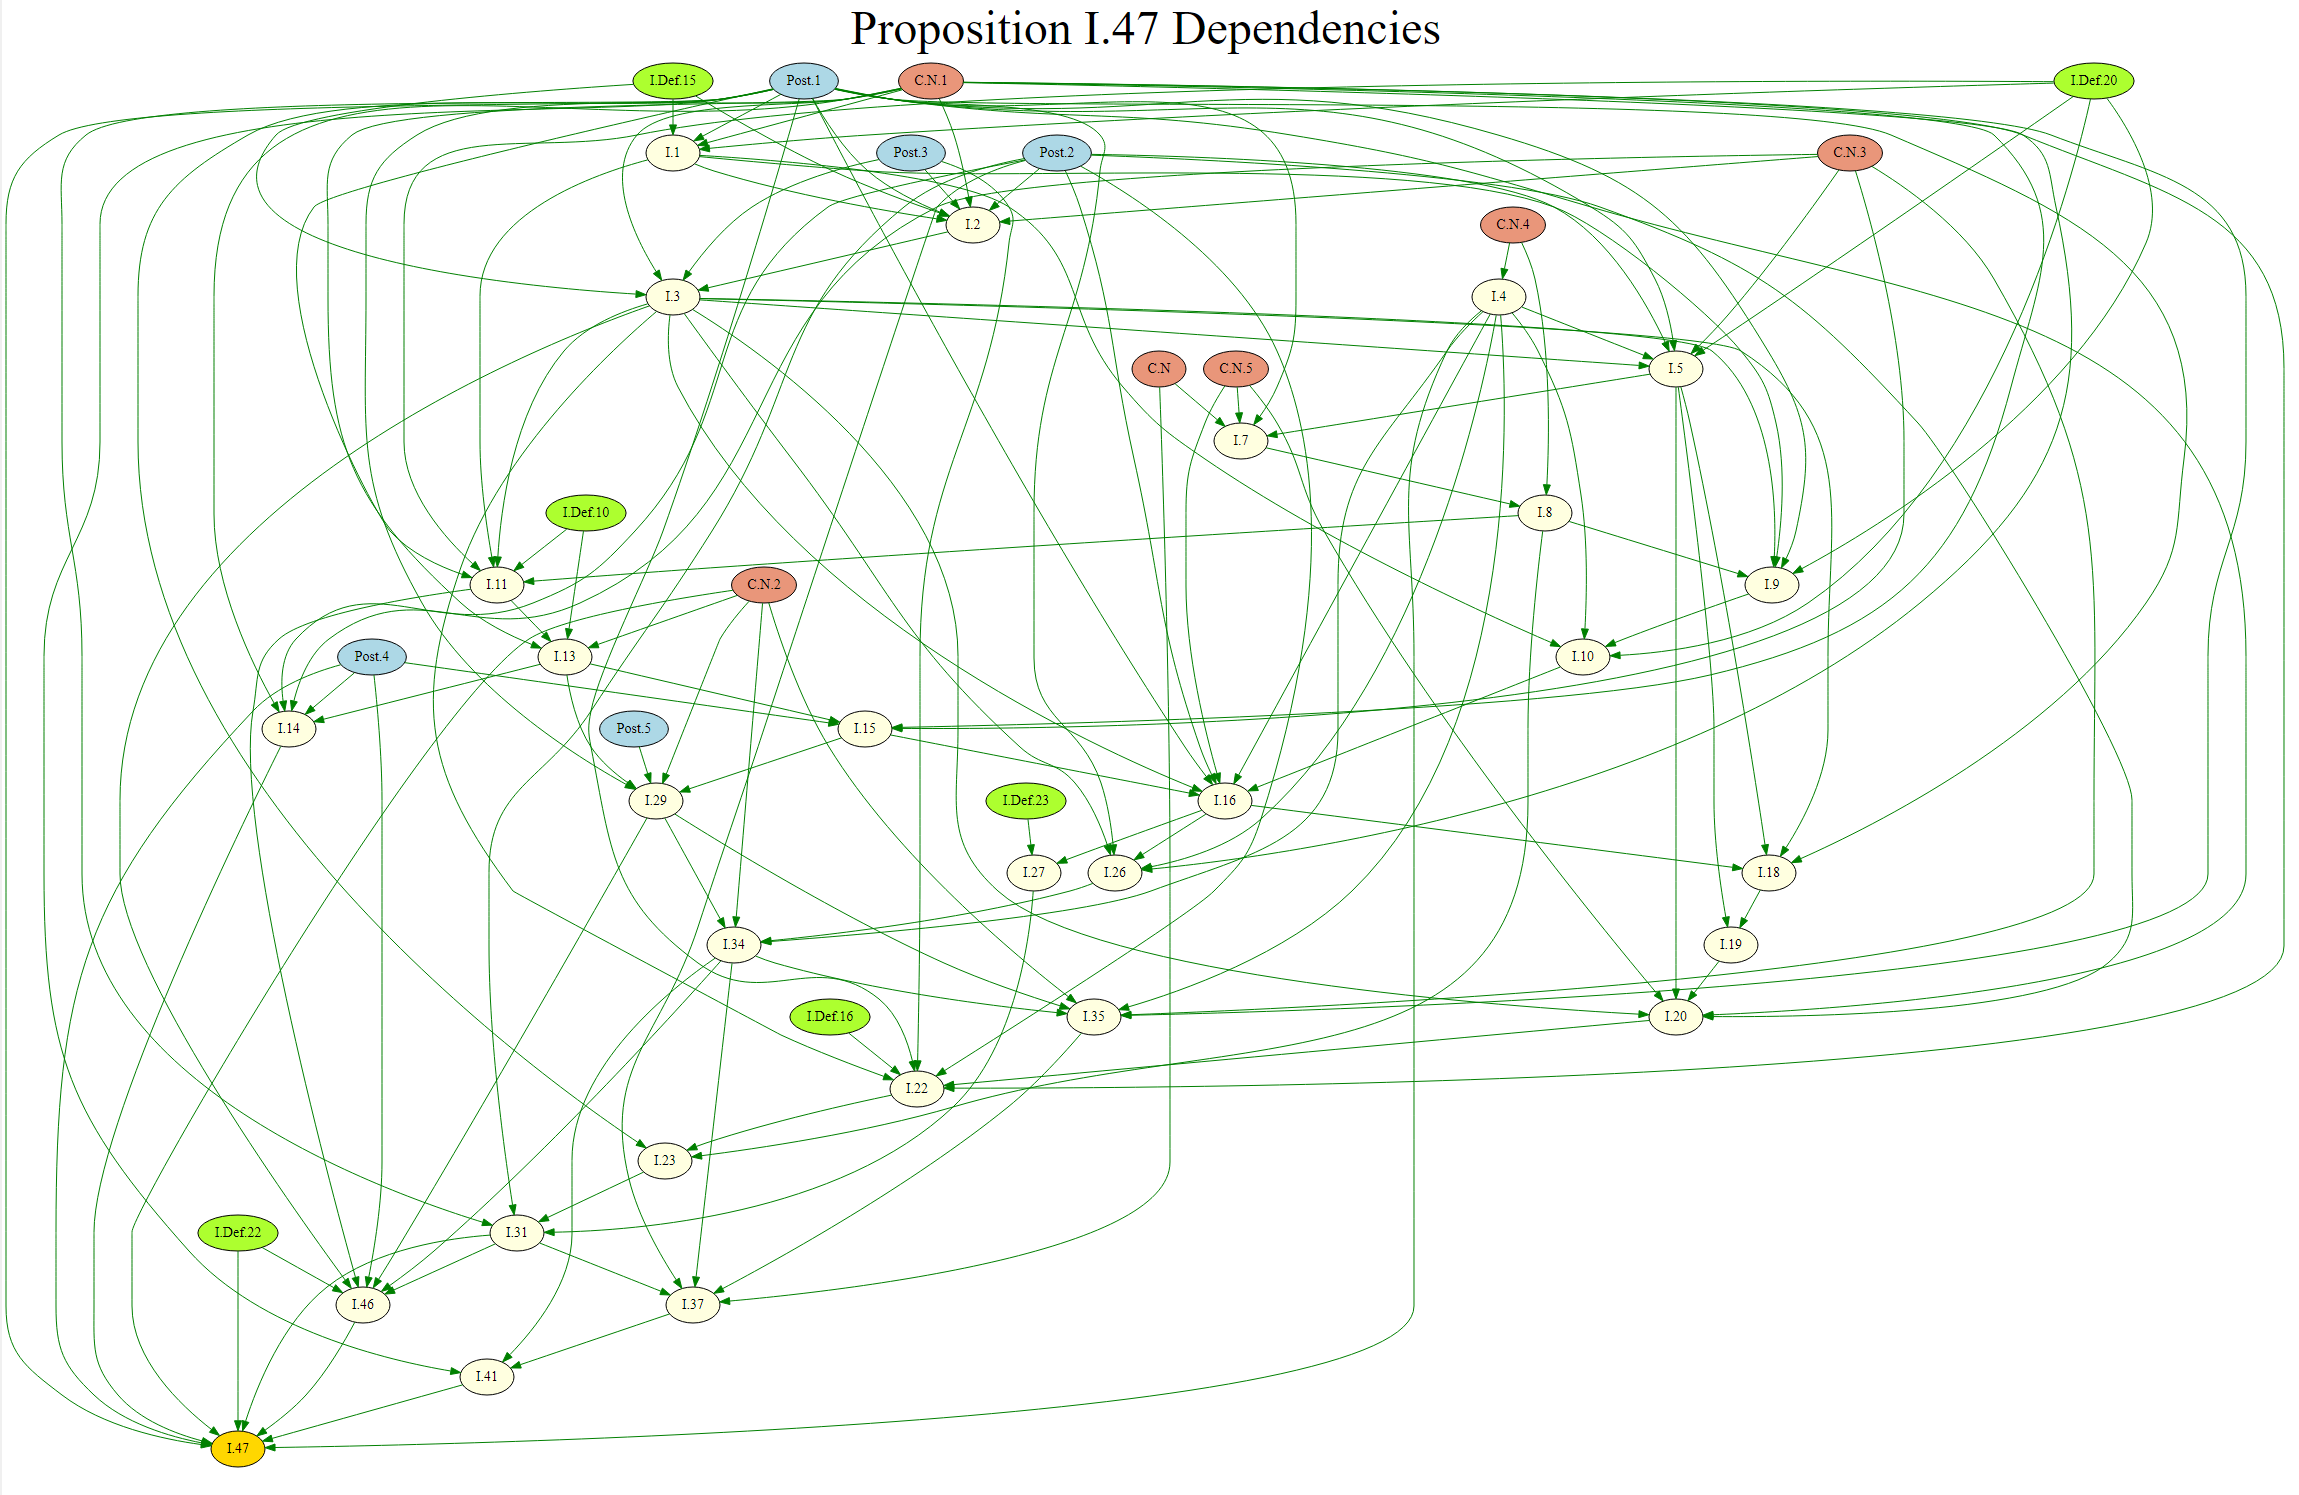 Proposition I.47 Dependencies
I.Def.15 Post.1 C.N.1 I.Def.20
I.1 Post.3 Post.2 C.N.3
I.2 C.N.4
I.3 I.4
C.N C.N.5 I.5
I.7
I.Def.10 I.8
I.11 C.N.2 I.9
Post.4 I.13 I.10
I.14 Post.5 I.15
I.29 I.Def.23 I.16
I.27 I.26 I.18
I.34 I.19
I.Def.16 I.35 I.20
I.22
I.23
I.Def.22 I.31
I.46 I.37
I.41
I.47